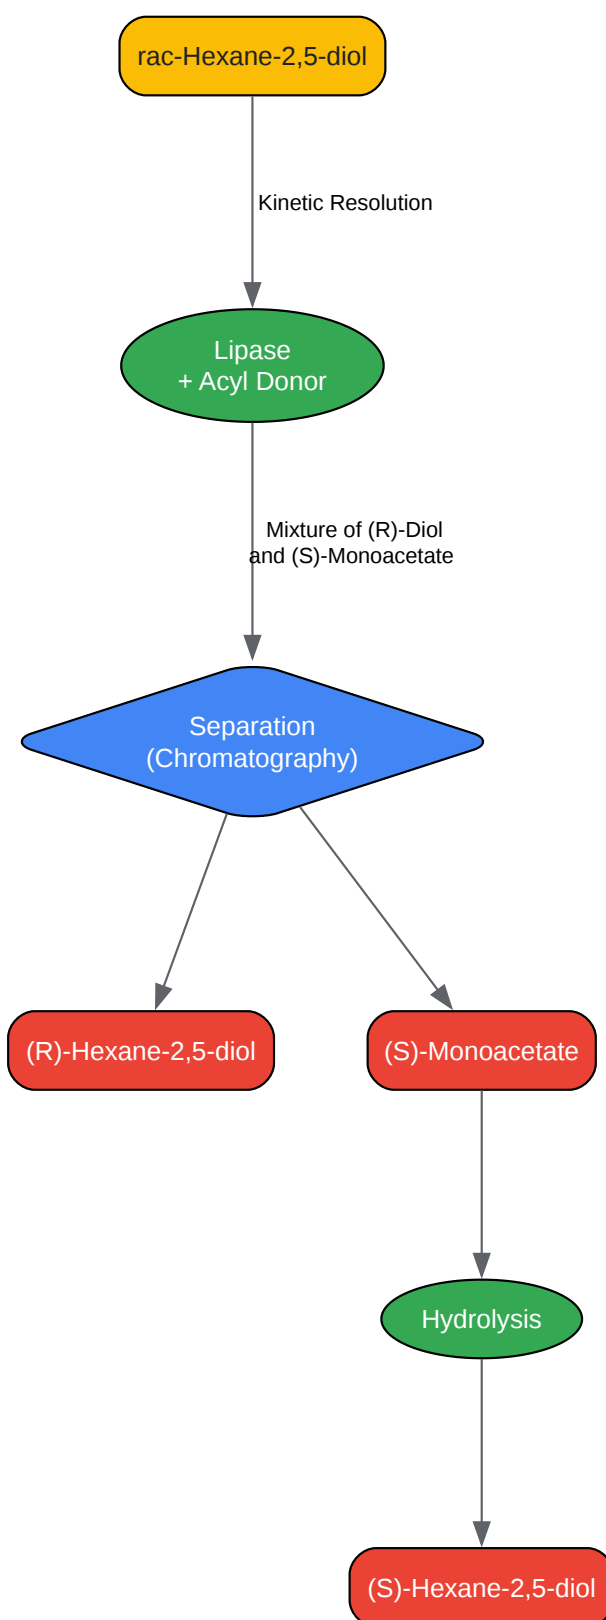 rac-Hexane-2,5-diol
Kinetic Resolution
Lipase
+ Acyl Donor
Mixture of (R)-Diol
and (S)-Monoacetate
Separation
(Chromatography)
(R)-Hexane-2,5-diol
(S)-Monoacetate
Hydrolysis
(S)-Hexane-2,5-diol